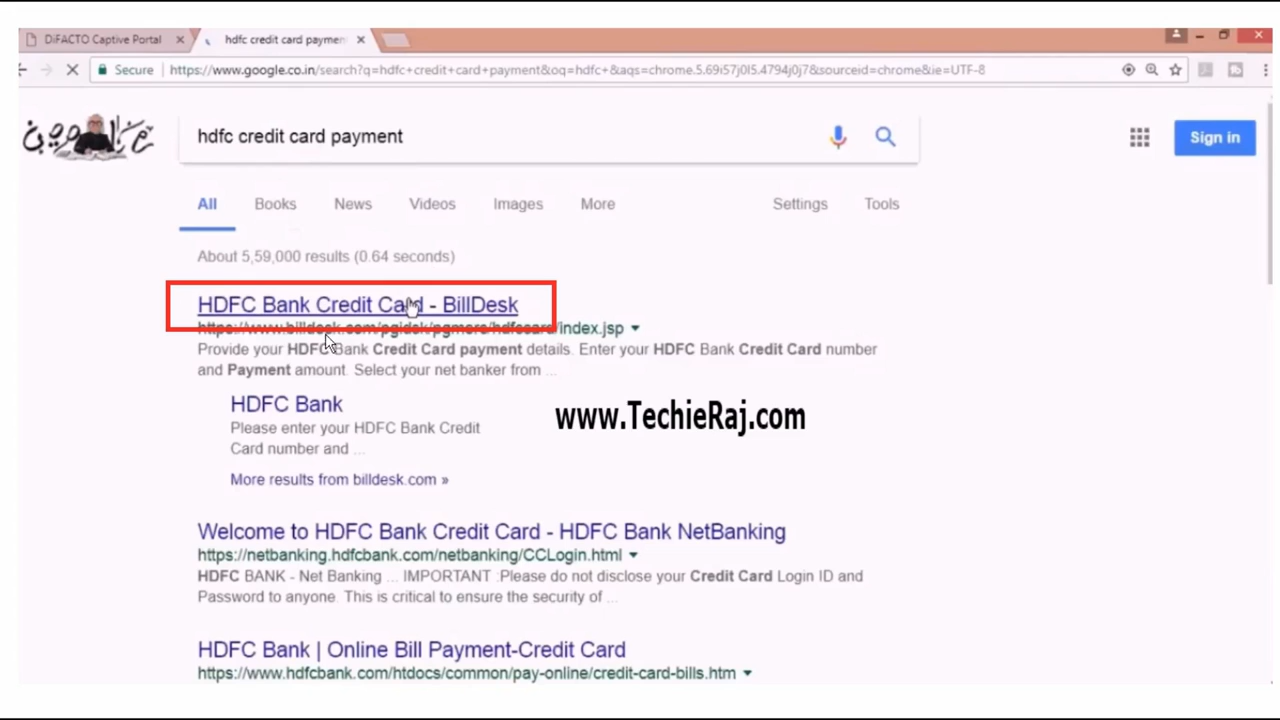 DiFACTO Captive Portal
hdfc credit card paymen
Secure
https://www.google.co.in/search?q=hdfc+credit+card+payment&oq=hdfc+&aqs=chrome.5.69i57j0l5.4794j0j7&sourceid=chrome&ie=UTF-8
hdfc credit card payment
Sign in
All Books News Videos Images More Settings Tools
About 5,59,000 results (0.64 seconds)
HDFC Bank Credit Card - BillDesk
https://www.billdesk.com/pgidsk/pgmerc/hdfccard/index.jsp
Provide your HDFC Bank Credit Card payment details. Enter your HDFC Bank Credit Card number
and Payment amount. Select your net banker from ...
HDFC Bank
www.TechieRaj.com
Please enter your HDFC Bank Credit
Card number and ...
More results from billdesk.com »
Welcome to HDFC Bank Credit Card - HDFC Bank NetBanking
https://netbanking.hdfcbank.com/netbanking/CCLogin.html
HDFC BANK - Net Banking ... IMPORTANT :Please do not disclose your Credit Card Login ID and
Password to anyone. This is critical to ensure the security of ...
HDFC Bank | Online Bill Payment-Credit Card
https://www.hdfcbank.com/htdocs/common/pay-online/credit-card-bills.htm